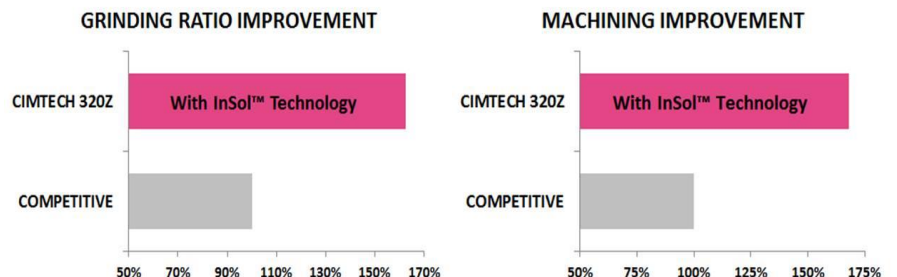 GRINDING RATIO IMPROVEMENT
CIMTECH 320Z
With InSol™ Technology
COMPETITIVE
50% 70% 90% 110% 130% 150% 170%
MACHINING IMPROVEMENT
CIMTECH 320Z
With InSol™ Technology
COMPETITIVE
50% 75% 100% 125% 150% 175%